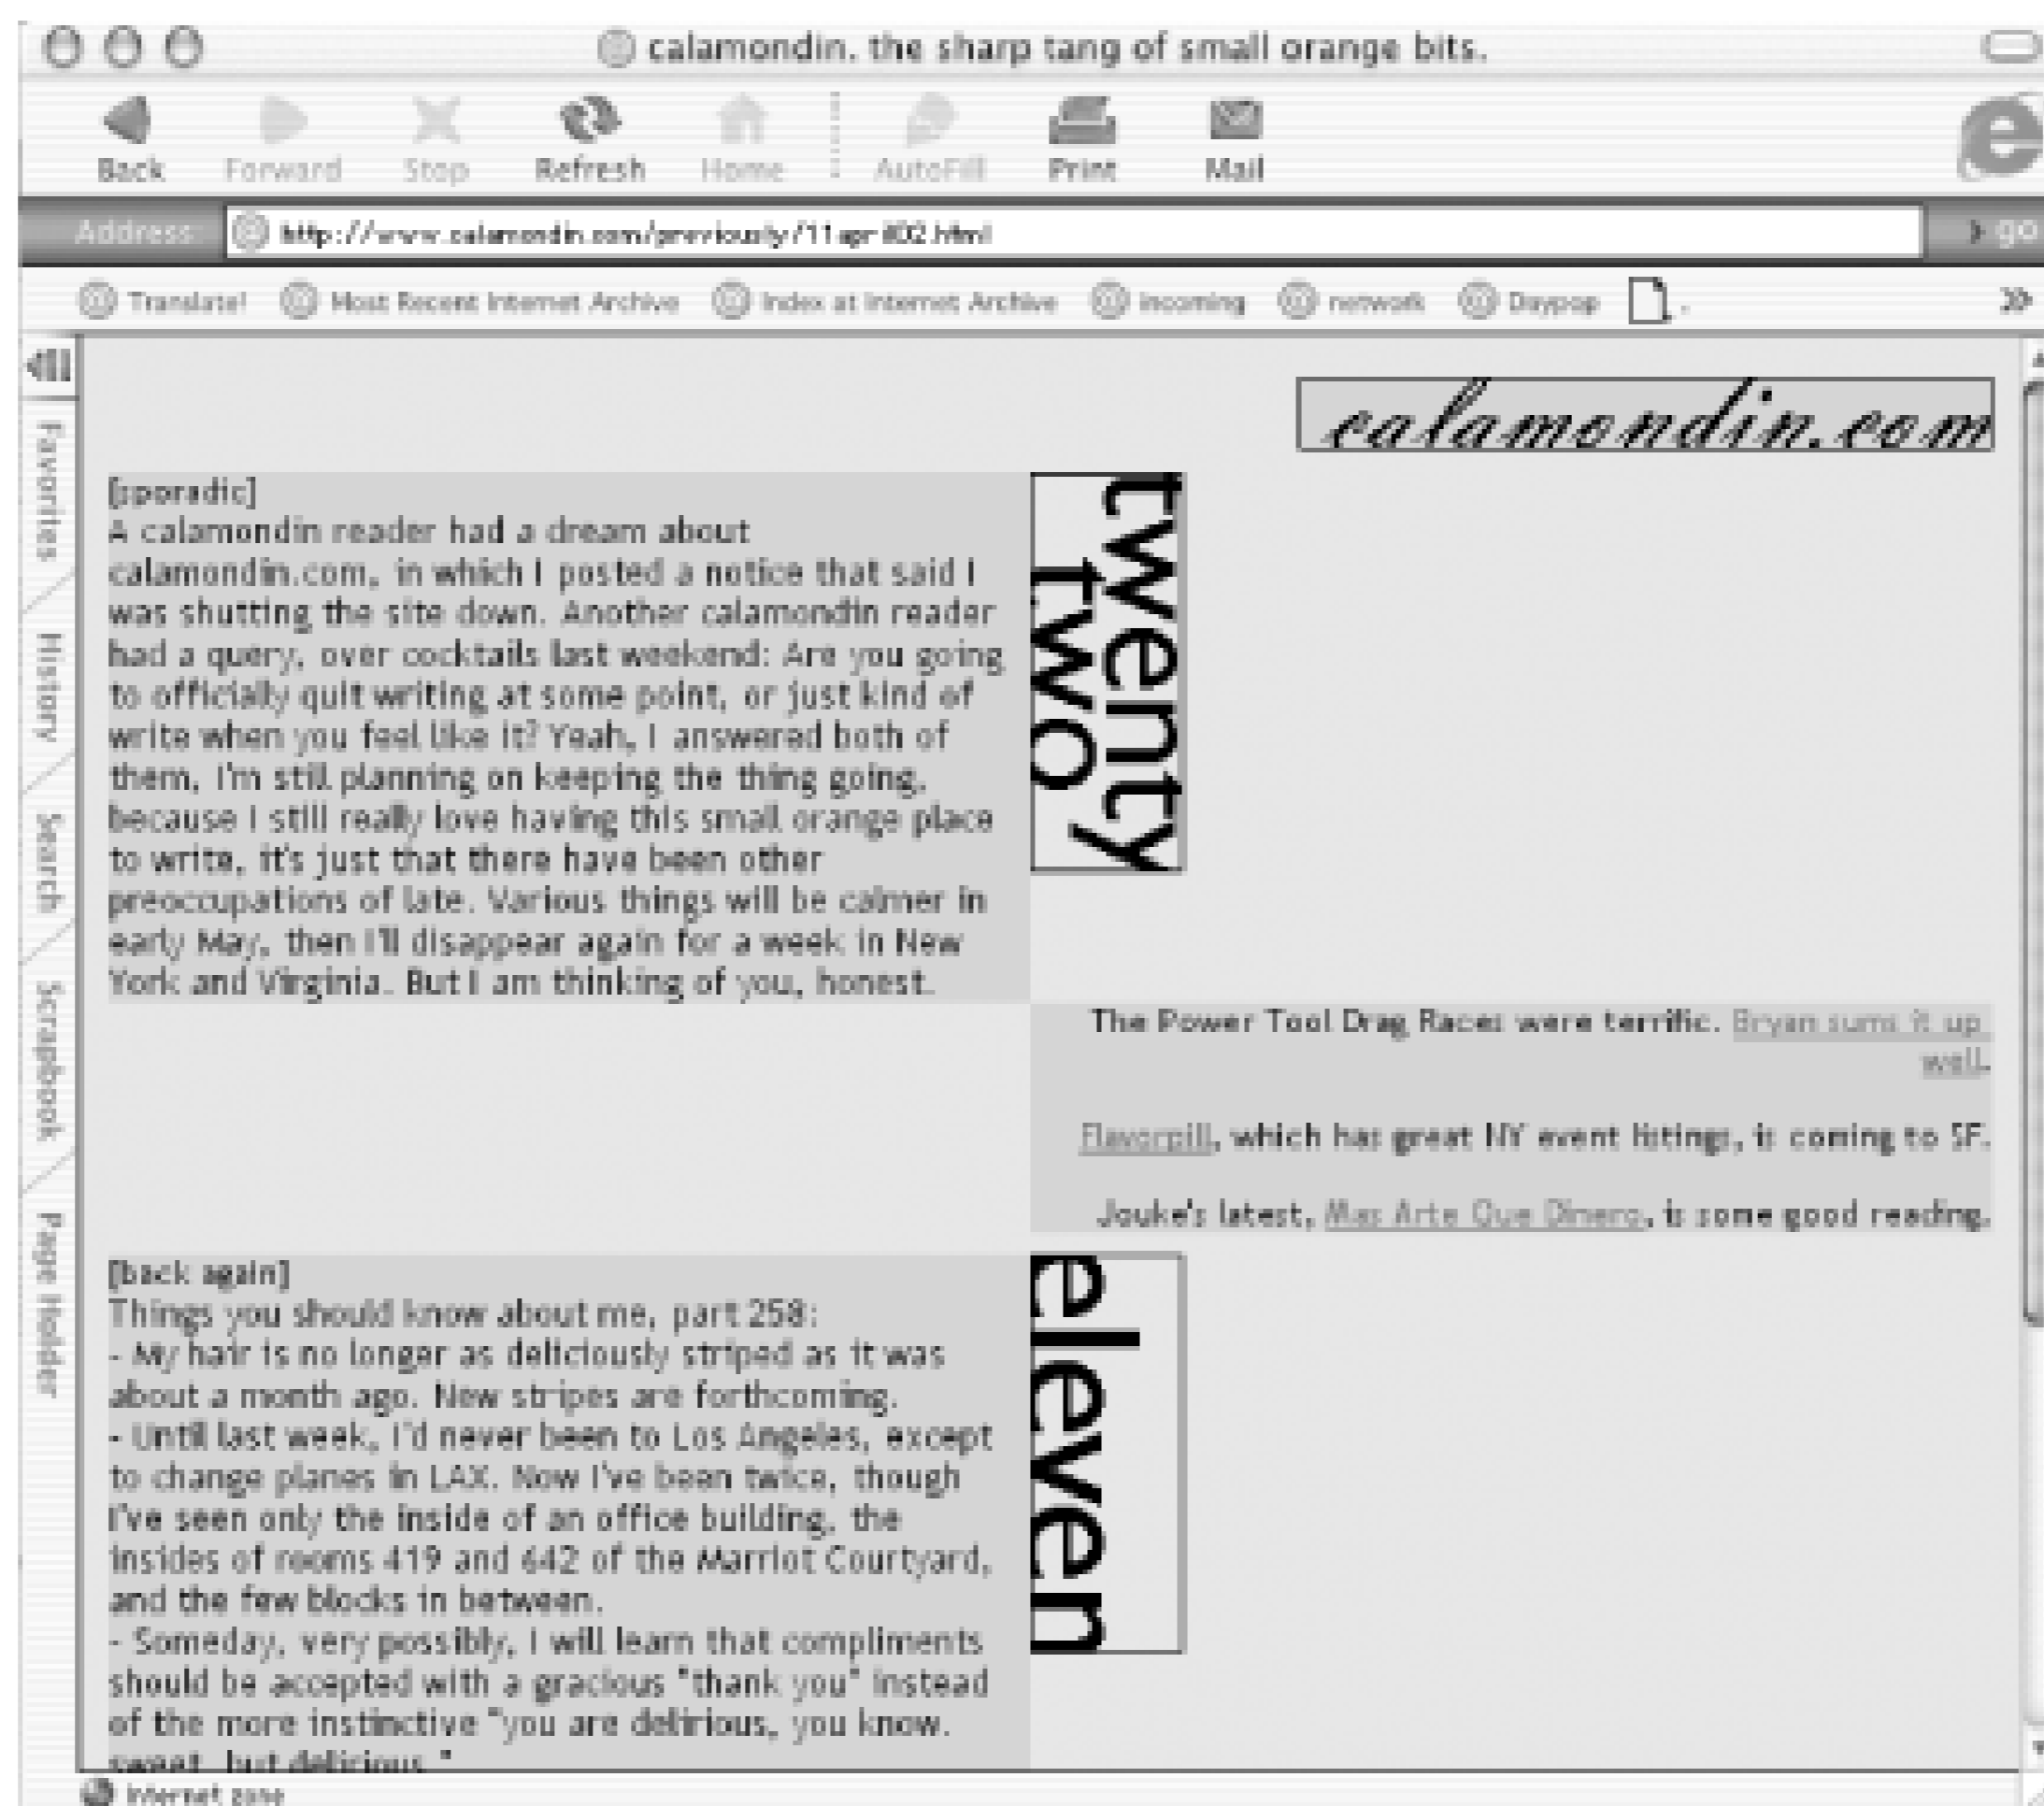 calamondin. the sharp tang of small orange bits.
Back Forward Stop Refresh Home AutoFill Print Mail
Address: http://www.calamondin.com/previously/11april02.html go
Translate! Most Recent Internet Archive Index at Internet Archive incoming network Daypop
Favorites
History
Search
Scrapbook
Page Holder
calamondin.com
[sporadic]
A calamondin reader had a dream about
calamondin.com, in which I posted a notice that said I
was shutting the site down. Another calamondin reader
had a query, over cocktails last weekend: Are you going
to officially quit writing at some point, or just kind of
write when you feel like it? Yeah, I answered both of
them, I'm still planning on keeping the thing going,
because I still really love having this small orange place
to write, it's just that there have been other
preoccupations of late. Various things will be calmer in
early May, then I'll disappear again for a week in New
York and Virginia. But I am thinking of you, honest.
twenty
two
The Power Tool Drag Races were terrific. Bryan sums it up
well.
Flavorpill, which has great NY event listings, is coming to SF.
Jouke's latest, Mas Arte Que Dinero, is some good reading.
[back again]
Things you should know about me, part 258:
- My hair is no longer as deliciously striped as it was
about a month ago. New stripes are forthcoming.
- Until last week, I'd never been to Los Angeles, except
to change planes in LAX. Now I've been twice, though
I've seen only the inside of an office building, the
insides of rooms 419 and 642 of the Marriot Courtyard,
and the few blocks in between.
- Someday, very possibly, I will learn that compliments
should be accepted with a gracious "thank you" instead
of the more instinctive "you are delirious, you know.
sweet, but delicious."
eleven
Internet zone